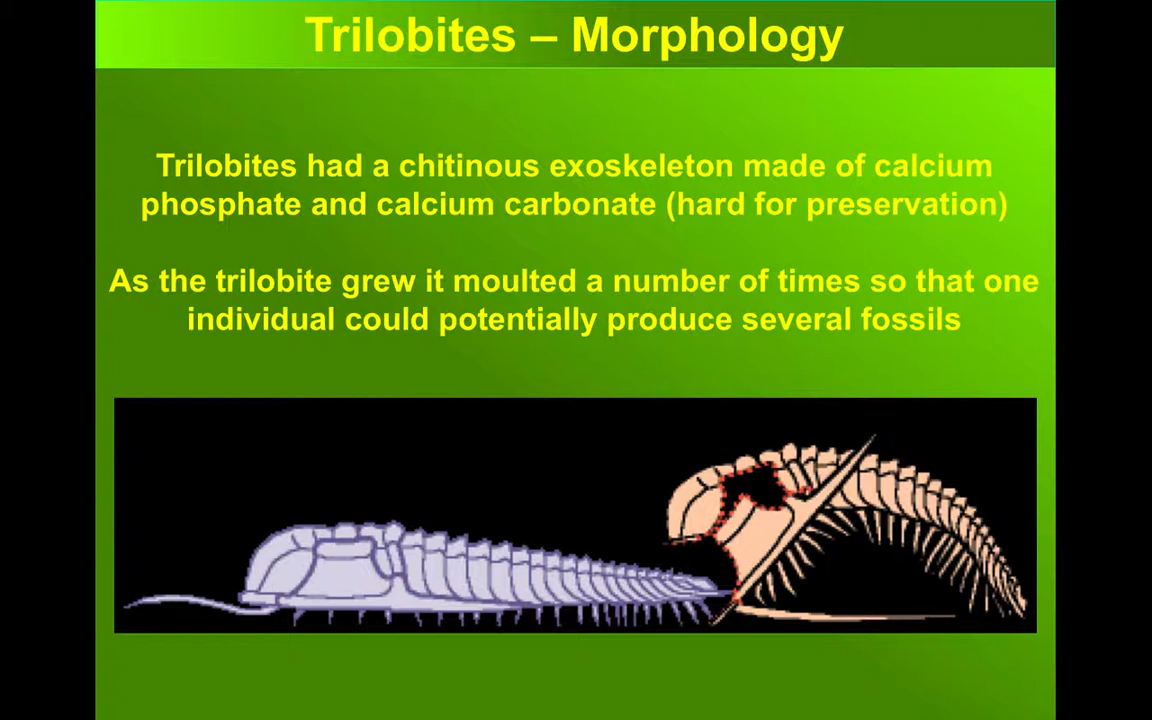 Trilobites – Morphology
Trilobites had a chitinous exoskeleton made of calcium
phosphate and calcium carbonate (hard for preservation)
As the trilobite grew it moulted a number of times so that one
individual could potentially produce several fossils